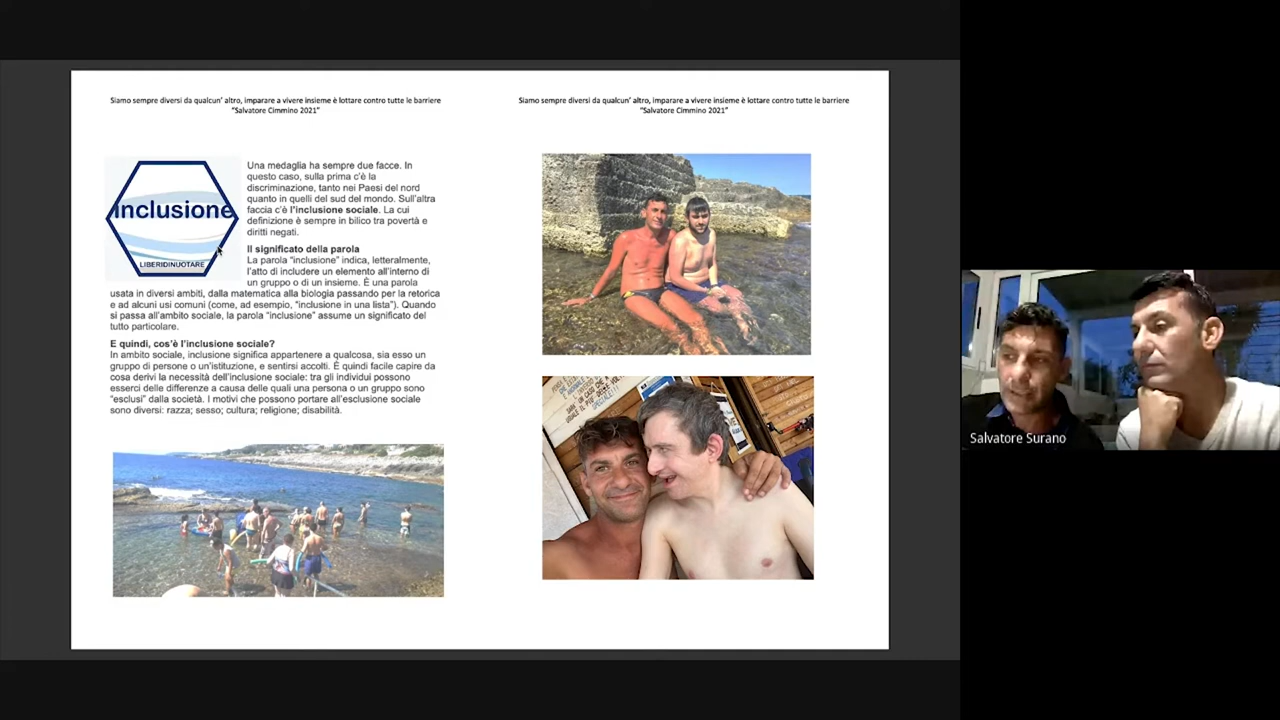 Siamo sempre diversi da qualcun' altro, imparare a vivere insieme è lottare contro tutte le barriere
"Salvatore Cimmino 2021"
Inclusione
LIBERIDINUOTARE
Una medaglia ha sempre due facce. In
questo caso, sulla prima c'è la
discriminazione, tanto nei Paesi del nord
quanto in quelli del sud del mondo. Sull'altra
faccia c'è l'inclusione sociale. La cui
definizione è sempre in bilico tra povertà e
diritti negati.
Il significato della parola
La parola "inclusione" indica, letteralmente,
l'atto di includere un elemento all'interno di
un gruppo o di un insieme. È una parola
usata in diversi ambiti, dalla matematica alla biologia passando per la retorica
e ad alcuni usi comuni (come, ad esempio, "inclusione in una lista"). Quando
si passa all'ambito sociale, la parola "inclusione" assume un significato del
tutto particolare.
E quindi, cos'è l'inclusione sociale?
In ambito sociale, inclusione significa appartenere a qualcosa, sia esso un
gruppo di persone o un'istituzione, e sentirsi accolti. È quindi facile capire da
cosa derivi la necessità dell'inclusione sociale: tra gli individui possono
esserci delle differenze a causa delle quali una persona o un gruppo sono
"esclusi" dalla società. I motivi che possono portare all'esclusione sociale
sono diversi: razza; sesso; cultura; religione; disabilità.
Siamo sempre diversi da qualcun' altro, imparare a vivere insieme è lottare contro tutte le barriere
"Salvatore Cimmino 2021"
Salvatore Surano